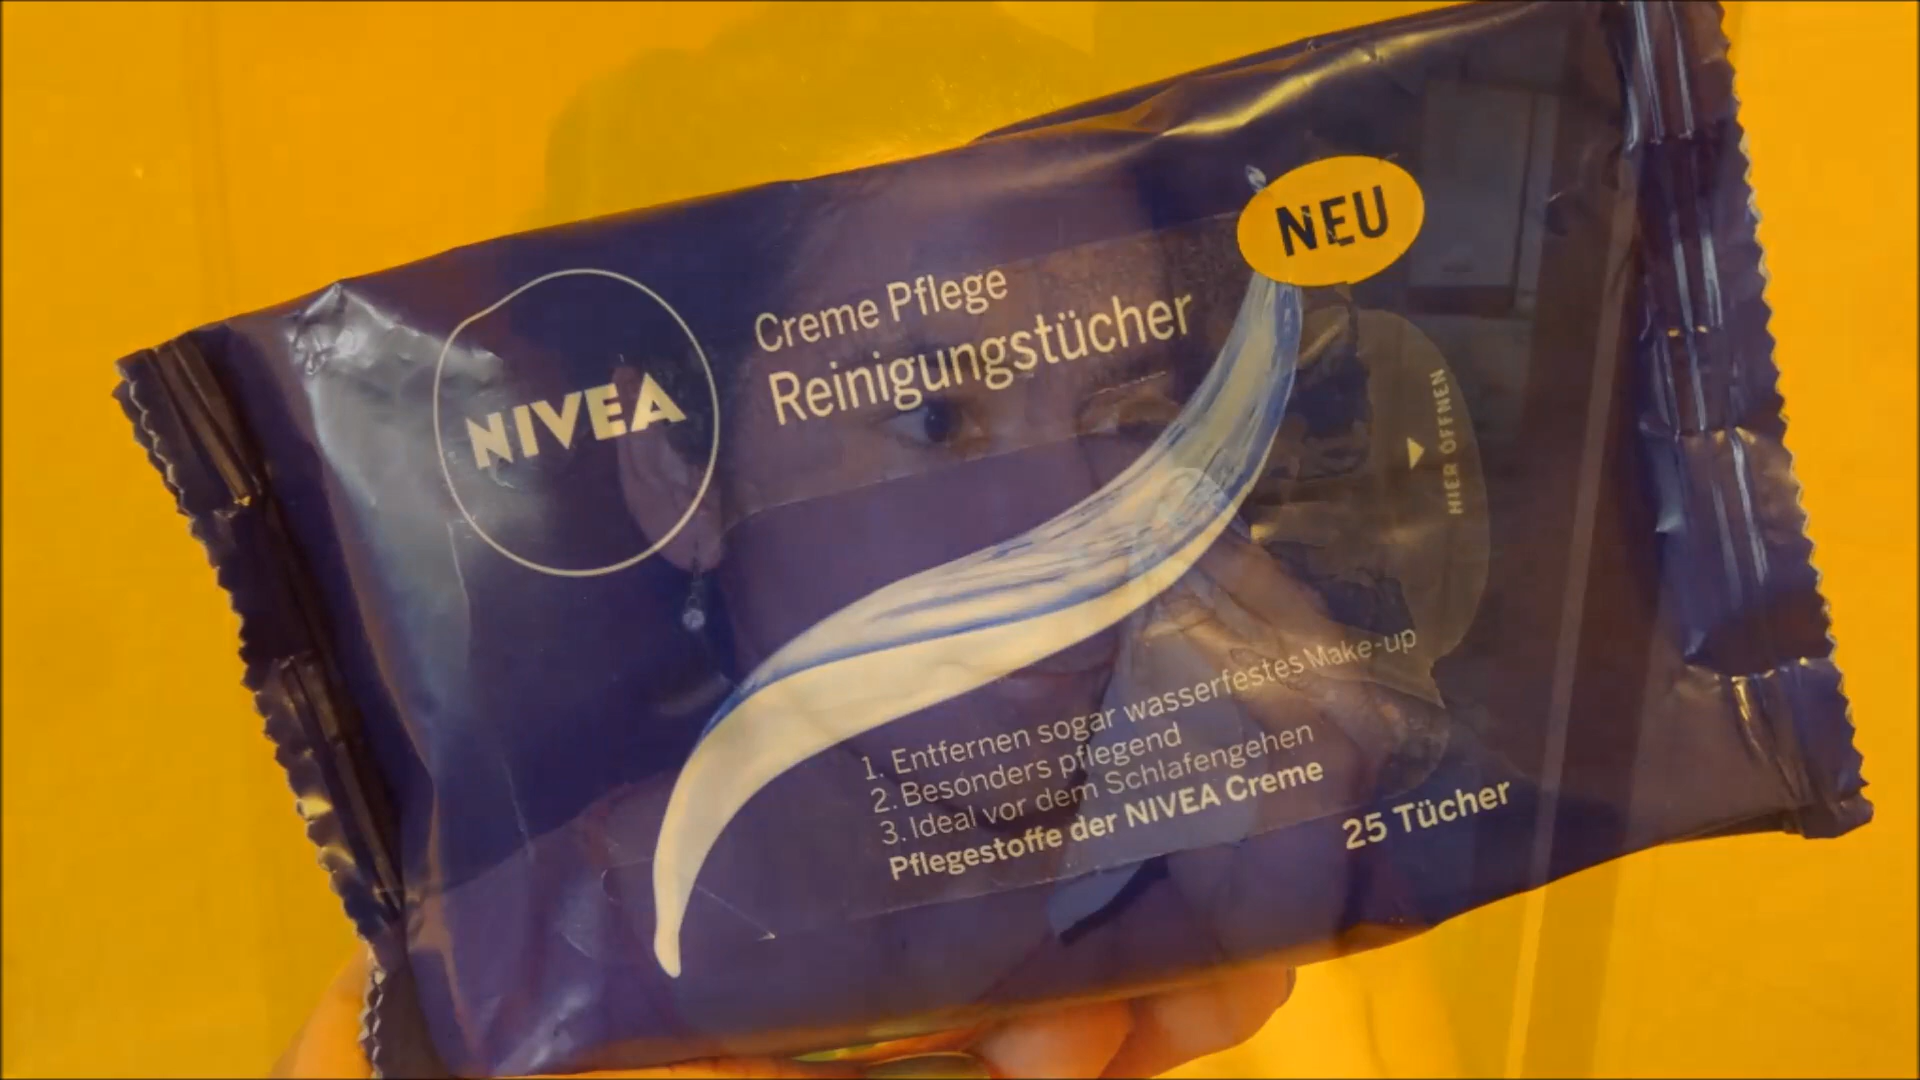 NEU
NIVEA
Creme Pflege
Reinigungstücher
HIER ÖFFNEN
1. Entfernen sogar wasserfestes Make-up
2. Besonders pflegend
3. Ideal vor dem Schlafengehen
Pflegestoffe der NIVEA Creme
25 Tücher